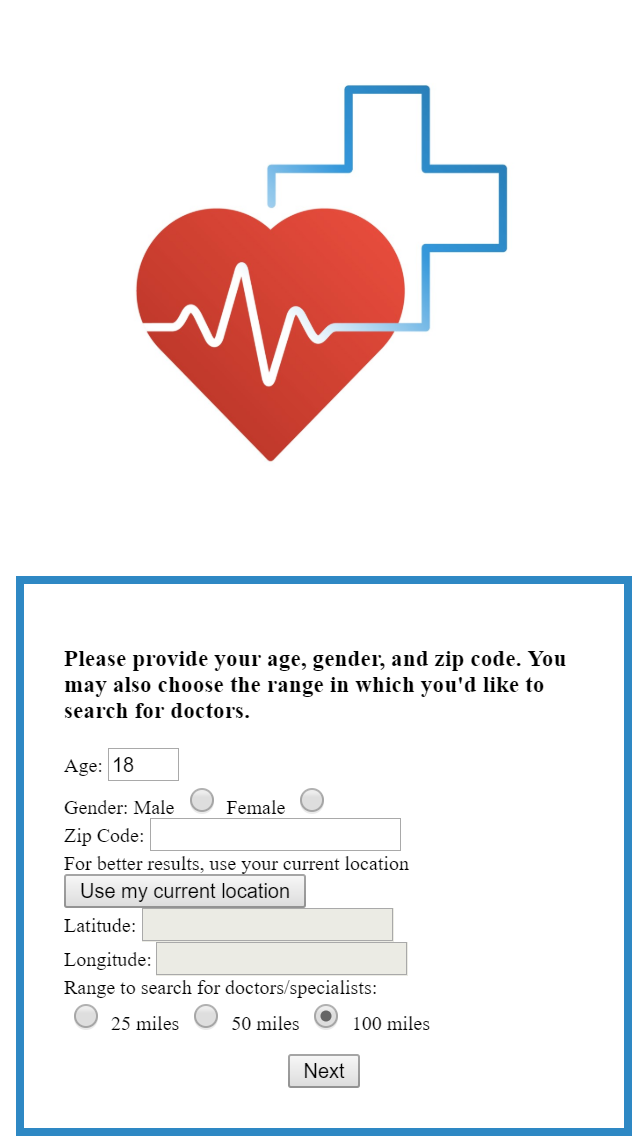 Please provide your age, gender, and zip code. You
may also choose the range in which you'd like to
search for doctors.
Age: 18
Gender: Male Female
Zip Code:
For better results, use your current location
Use my current location
Latitude:
Longitude:
Range to search for doctors/specialists:
25 miles 50 miles 100 miles
Next